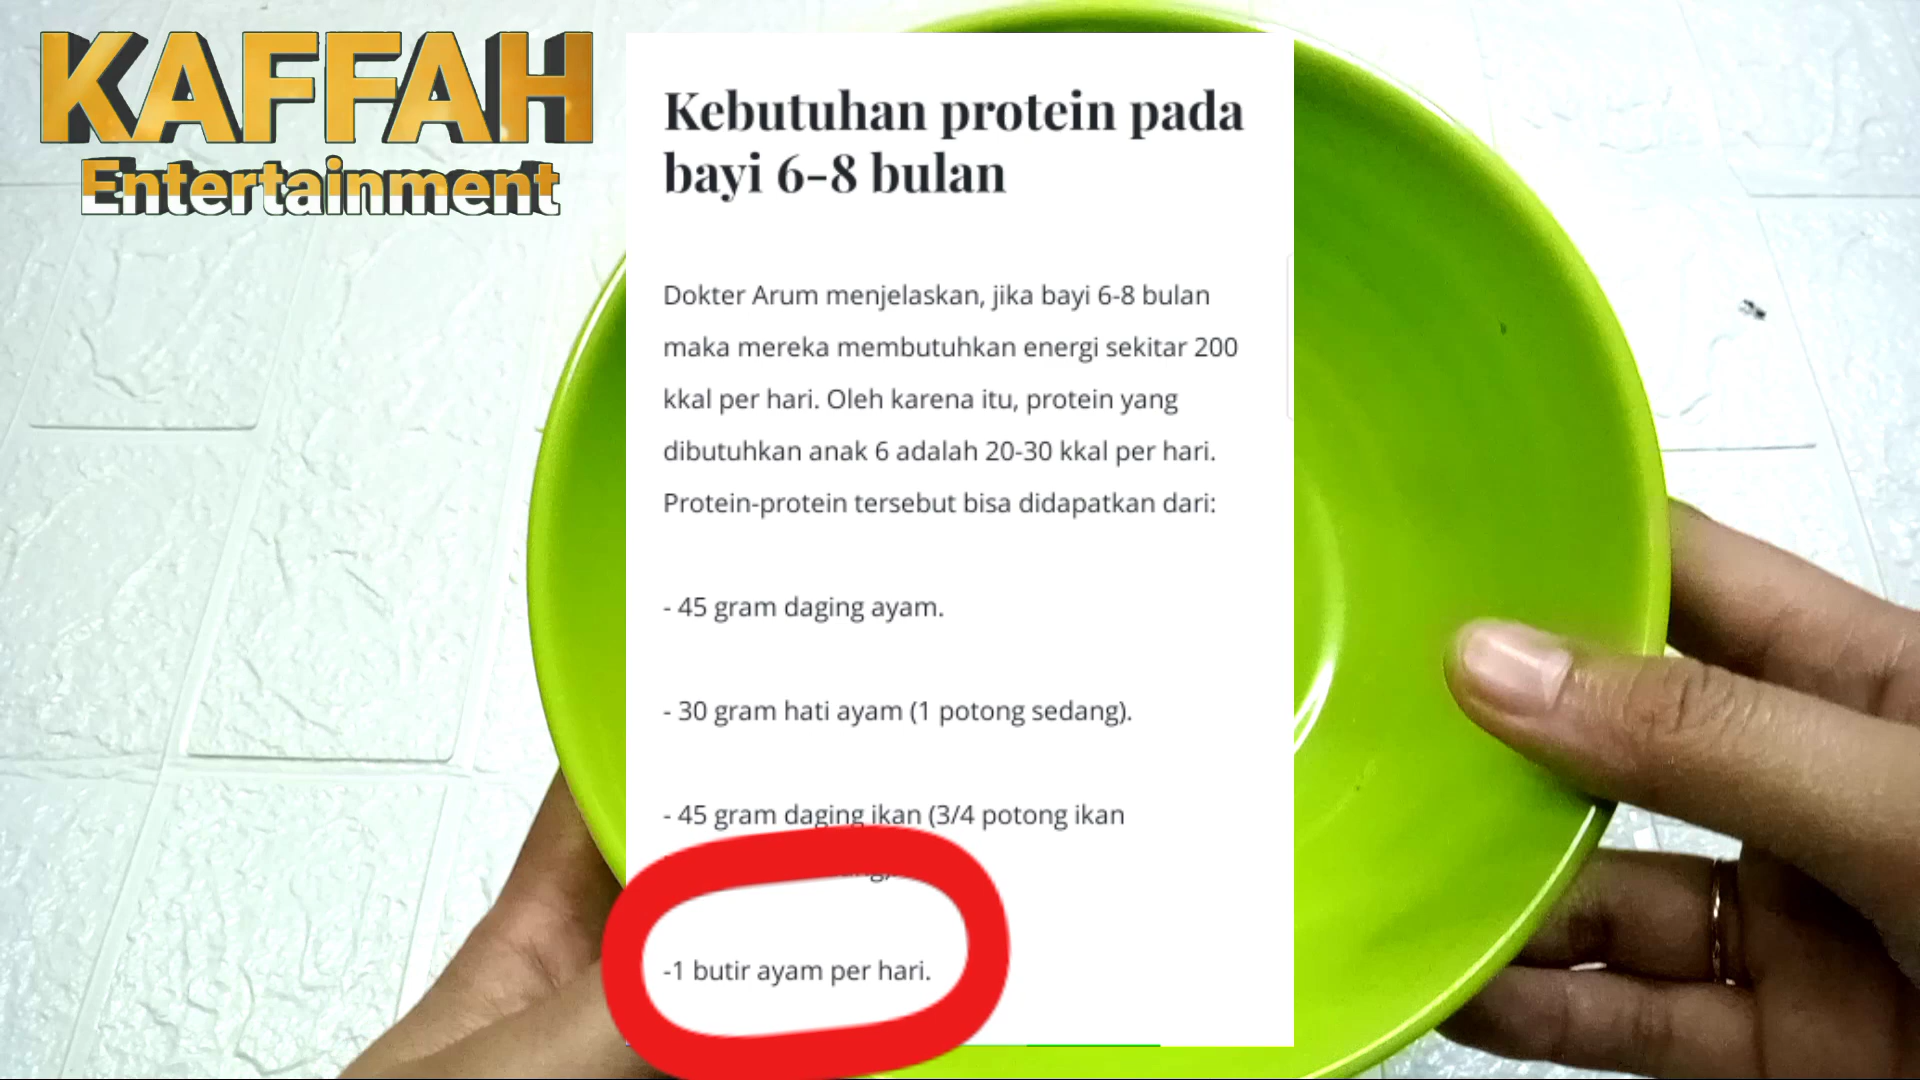 KAFFAH
Entertainment
Kebutuhan protein pada
bayi 6-8 bulan
Dokter Arum menjelaskan, jika bayi 6-8 bulan
maka mereka membutuhkan energi sekitar 200
kkal per hari. Oleh karena itu, protein yang
dibutuhkan anak 6 adalah 20-30 kkal per hari.
Protein-protein tersebut bisa didapatkan dari:
- 45 gram daging ayam.
- 30 gram hati ayam (1 potong sedang).
- 45 gram daging ikan (3/4 potong ikan
-1 butir ayam per hari.